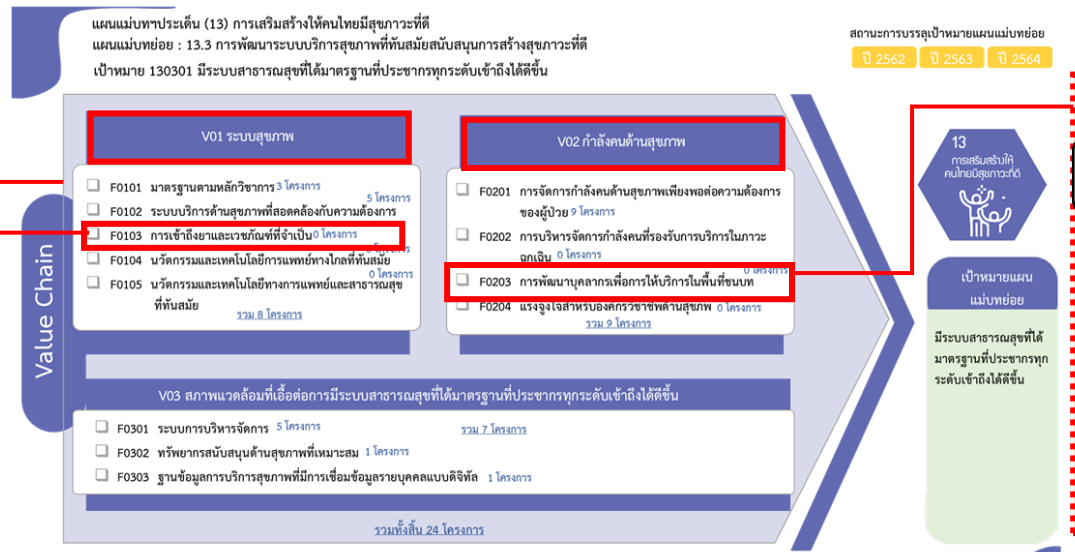 แผนแม่บทฯประเด็น (13) การเสริมสร้างให้คนไทยมีสุขภาวะที่ดี
แผนแม่บทย่อย : 13.3 การพัฒนาระบบบริการสุขภาพที่ทันสมัยสนับสนุนการสร้างสุขภาวะที่ดี
เป้าหมาย 130301 มีระบบสาธารณสุขที่ได้มาตรฐานที่ประชากรทุกระดับเข้าถึงได้ดีขึ้น
สถานะการบรรลุเป้าหมายแผนแม่บทย่อย
ปี 2562 ปี 2563 ปี 2564
Value Chain
V01 ระบบสุขภาพ
F0101 มาตรฐานตามหลักวิชาการ 3 โครงการ
5 โครงการ
F0102 ระบบบริการด้านสุขภาพที่สอดคล้องกับความต้องการ
F0103 การเข้าถึงยาและเวชภัณฑ์ที่จำเป็น 0 โครงการ
0 โครงการ
F0104 นวัตกรรมและเทคโนโลยีการแพทย์ทางไกลที่ทันสมัย
0 โครงการ
F0105 นวัตกรรมและเทคโนโลยีทางการแพทย์และสาธารณสุข
ที่ทันสมัย
รวม 8 โครงการ
V02 กำลังคนด้านสุขภาพ
F0201 การจัดการกำลังคนด้านสุขภาพเพียงพอต่อความต้องการ
ของผู้ป่วย 9 โครงการ
F0202 การบริหารจัดการกำลังคนที่รองรับการบริการในภาวะ
ฉุกเฉิน 0 โครงการ
0 โครงการ
F0203 การพัฒนาบุคลากรเพื่อการให้บริการในพื้นที่ชนบท
F0204 แรงจูงใจสำหรับองค์กรวิชาชีพด้านสุขภาพ 0 โครงการ
รวม 9 โครงการ
V03 สภาพแวดล้อมที่เอื้อต่อการมีระบบสาธารณสุขที่ได้มาตรฐานที่ประชากรทุกระดับเข้าถึงได้ดีขึ้น
F0301 ระบบการบริหารจัดการ 5 โครงการ
รวม 7 โครงการ
F0302 ทรัพยากรสนับสนุนด้านสุขภาพที่เหมาะสม 1 โครงการ
F0303 ฐานข้อมูลการบริการสุขภาพที่มีการเชื่อมข้อมูลรายบุคคลแบบดิจิทัล 1 โครงการ
รวมทั้งสิ้น 24 โครงการ
13
การเสริมสร้างให้
คนไทยมีสุขภาวะที่ดี
เป้าหมายแผน
แม่บทย่อย
มีระบบสาธารณสุขที่ได้
มาตรฐานที่ประชากรทุก
ระดับเข้าถึงได้ดีขึ้น